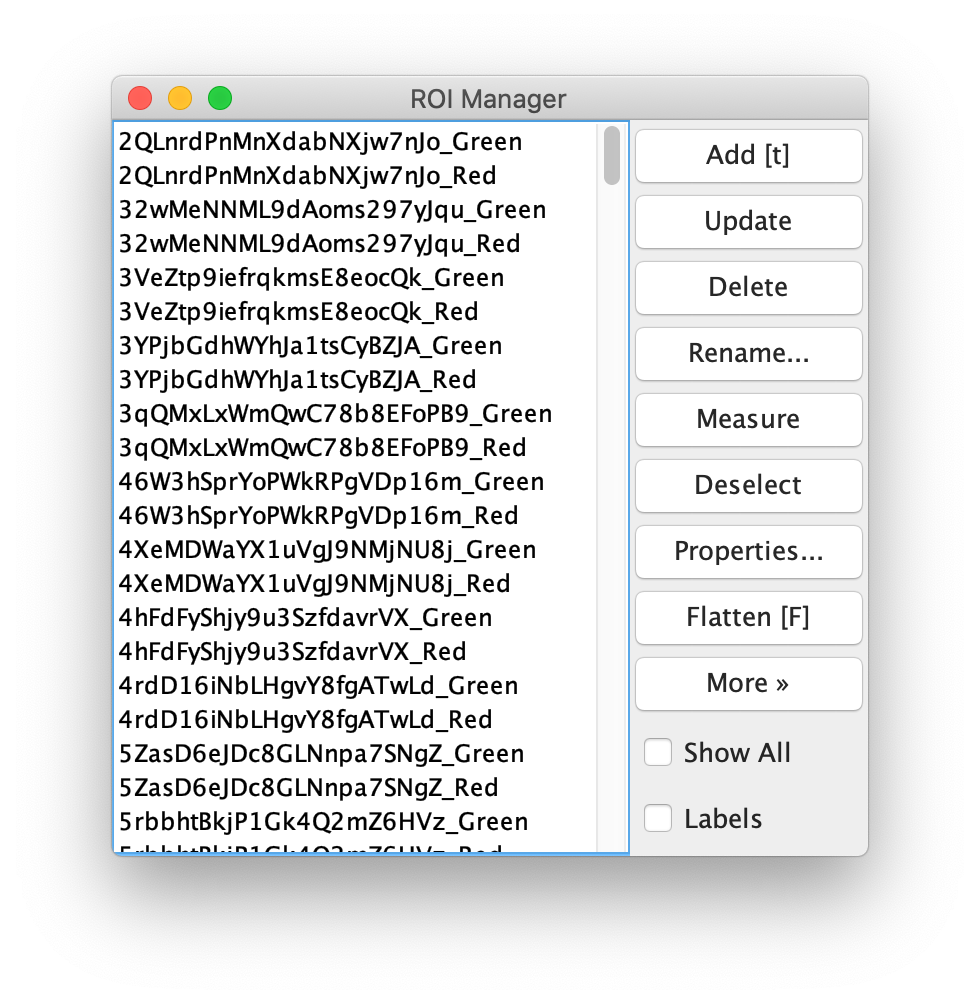 ROI Manager
2QLnrdPnMnXdabNXjw7nJo_Green
2QLnrdPnMnXdabNXjw7nJo_Red
32wMeNNML9dAoms297yJqu_Green
32wMeNNML9dAoms297yJqu_Red
3VeZtp9iefrqkmsE8eocQk_Green
3VeZtp9iefrqkmsE8eocQk_Red
3YPjbGdhWYhJa1tsCyBZJA_Green
3YPjbGdhWYhJa1tsCyBZJA_Red
3qQMxLxWmQwC78b8EFoPB9_Green
3qQMxLxWmQwC78b8EFoPB9_Red
46W3hSprYoPWkRPgVDp16m_Green
46W3hSprYoPWkRPgVDp16m_Red
4XeMDWaYX1uVgJ9NMjNU8j_Green
4XeMDWaYX1uVgJ9NMjNU8j_Red
4hFdFyShjy9u3SzfdavrVX_Green
4hFdFyShjy9u3SzfdavrVX_Red
4rdD16iNbLHgvY8fgATwLd_Green
4rdD16iNbLHgvY8fgATwLd_Red
5ZasD6eJDc8GLNnpa7SNgZ_Green
5ZasD6eJDc8GLNnpa7SNgZ_Red
5rbbhtBkjP1Gk4Q2mZ6HVz_Green
5rbbhtBkjP1Gk4Q2mZ6HVz_Red
Add [t]
Update
Delete
Rename...
Measure
Deselect
Properties...
Flatten [F]
More »
Show All
Labels